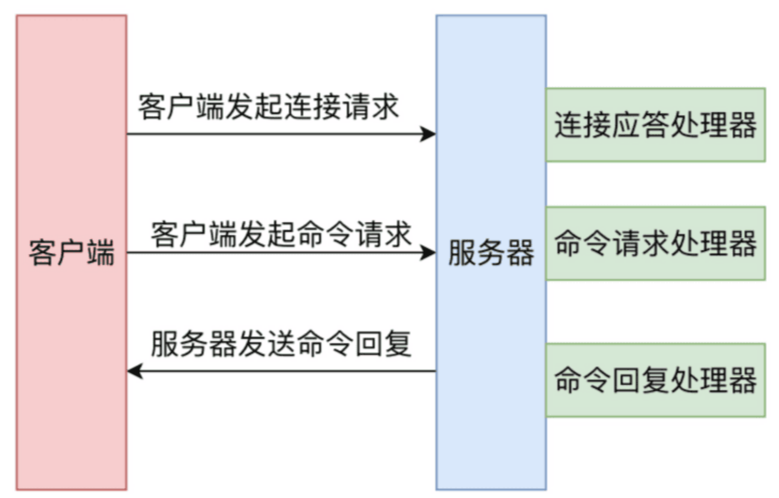 客户端发起连接请求
连接应答处理器
客户端发起命令请求
命令请求处理器
客户端
服务器
服务器发送命令回复
命令回复处理器